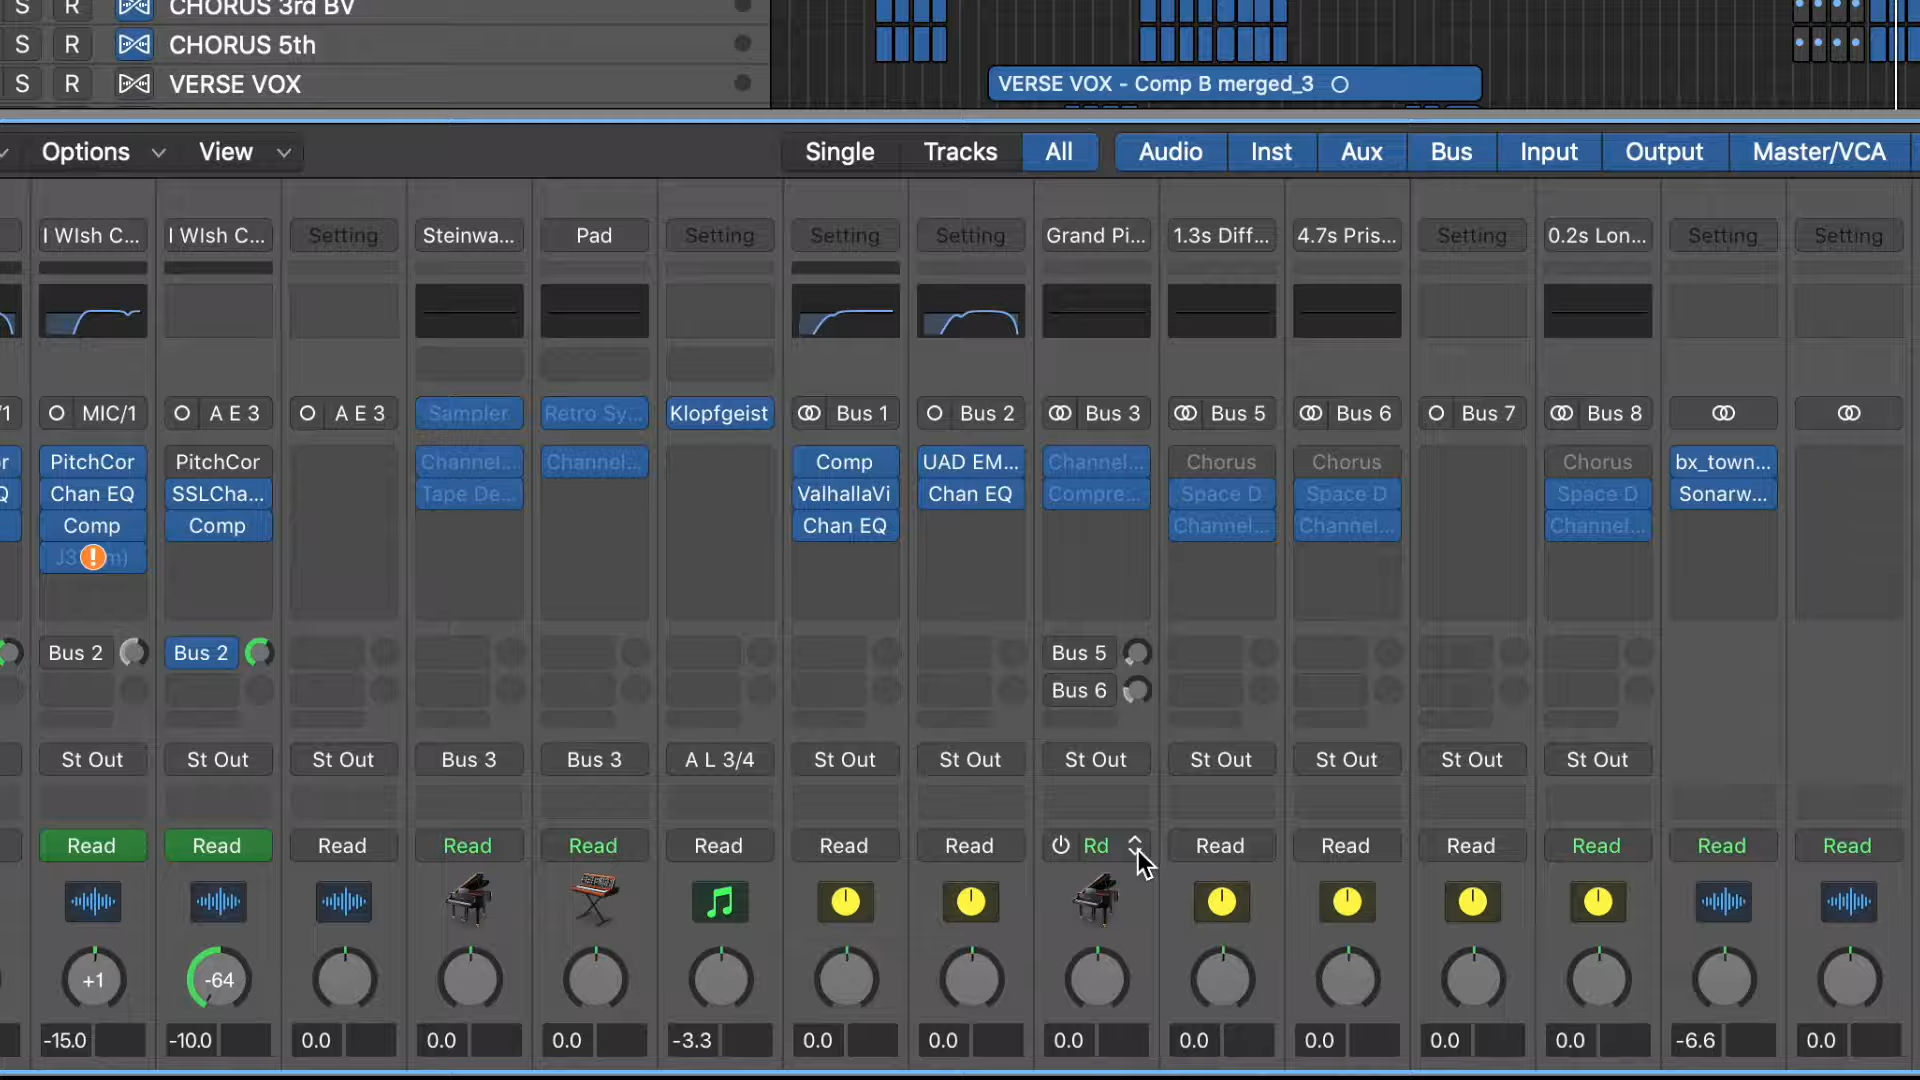 S R CHORUS 3rd BV
S R CHORUS 5th
S R VERSE VOX
VERSE VOX - Comp B merged_3
Options View Single Tracks All Audio Inst Aux Bus Input Output Master/VCA
I WIsh C... I WIsh C... Setting Steinwa... Pad Setting Setting Setting Grand Pi... 1.3s Diff... 4.7s Pris... Setting 0.2s Lon... Setting Setting
/1 MIC/1 A E 3 A E 3 Sampler Retro Sy... Klopfgeist Bus 1 Bus 2 Bus 3 Bus 5 Bus 6 Bus 7 Bus 8
r PitchCor PitchCor Channel... Channel... Comp UAD EM... Channel... Chorus Chorus Chorus bx_town...
Q Chan EQ SSLCha... Tape De... ValhallaVi Chan EQ Compre... Space D Space D Space D Sonarw...
Comp Comp Chan EQ Channel... Channel... Channel...
Bus 2 Bus 2 Bus 5
Bus 6
St Out St Out St Out Bus 3 Bus 3 A L 3/4 St Out St Out St Out St Out St Out St Out St Out
Read Read Read Read Read Read Read Read Rd Read Read Read Read Read Read
+1 -64
-15.0 -10.0 0.0 0.0 0.0 -3.3 0.0 0.0 0.0 0.0 0.0 0.0 0.0 -6.6 0.0